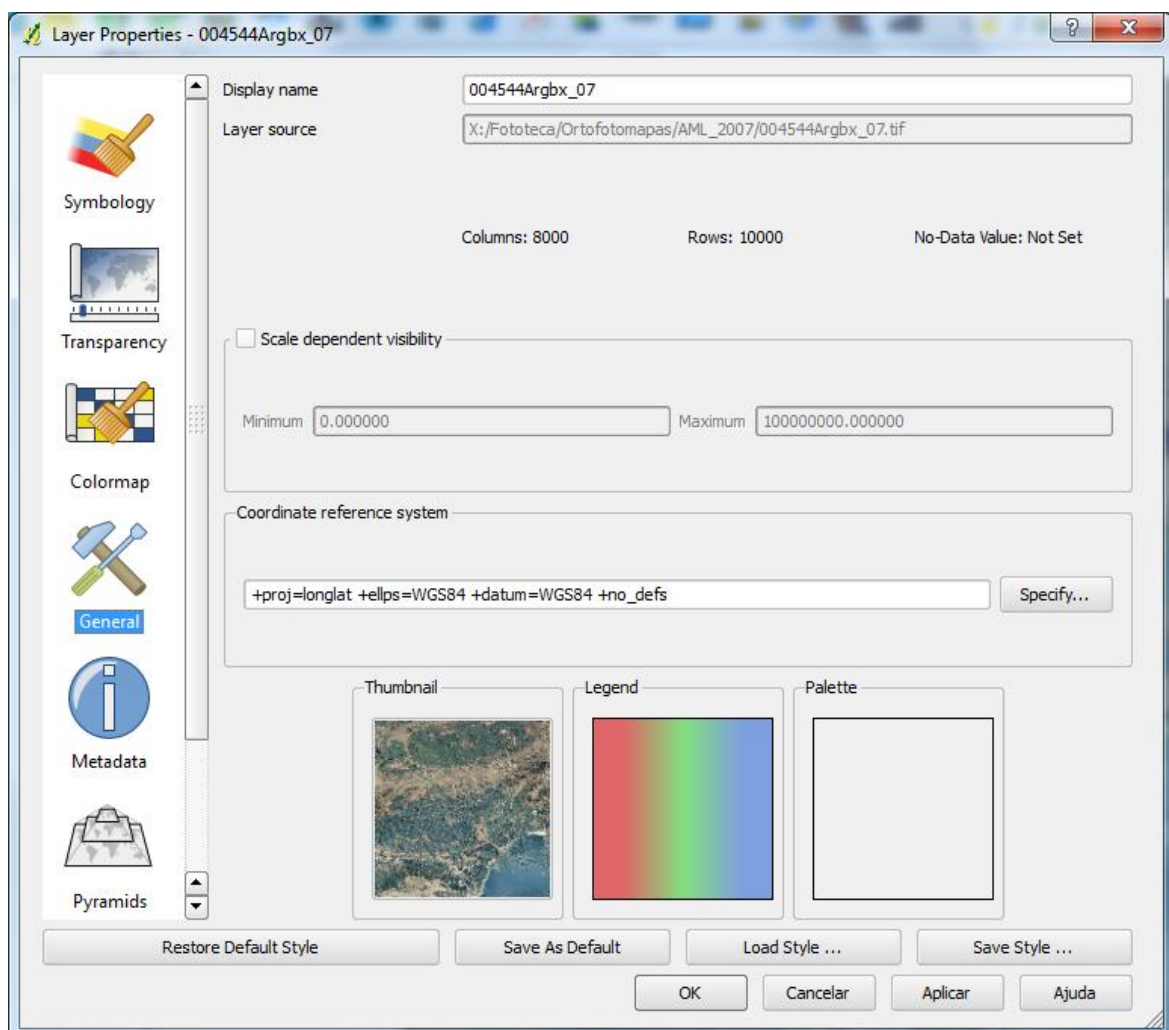 Layer Properties - 004544Argbx_07
Symbology
Transparency
Colormap
General
Metadata
Pyramids
Display name 004544Argbx_07
Layer source X:/Fototeca/Ortofotomapas/AML_2007/004544Argbx_07.tif
Columns: 8000 Rows: 10000 No-Data Value: Not Set
Scale dependent visibility
Minimum 0.000000 Maximum 100000000.000000
Coordinate reference system
+proj=longlat +ellps=WGS84 +datum=WGS84 +no_defs Specify...
Thumbnail Legend Palette
Restore Default Style Save As Default Load Style ... Save Style ...
OK Cancelar Aplicar Ajuda